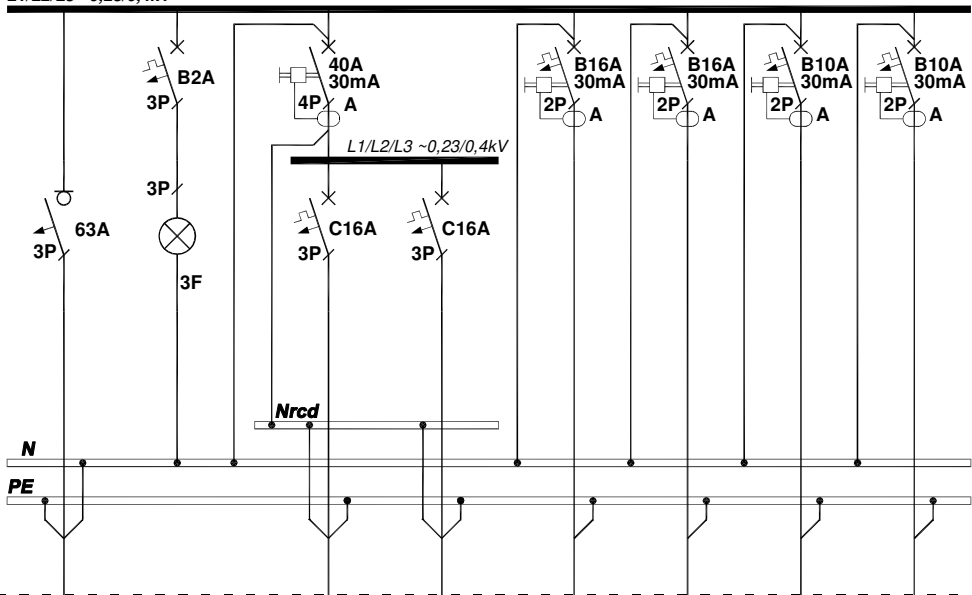 B2A
3P
3P
3F
63A
3P
40A
30mA
4P A
L1/L2/L3 ~0,23/0,4kV
C16A
3P
C16A
3P
B16A
30mA
2P A
B16A
30mA
2P A
B10A
30mA
2P A
B10A
30mA
2P A
Nrcd
N
PE